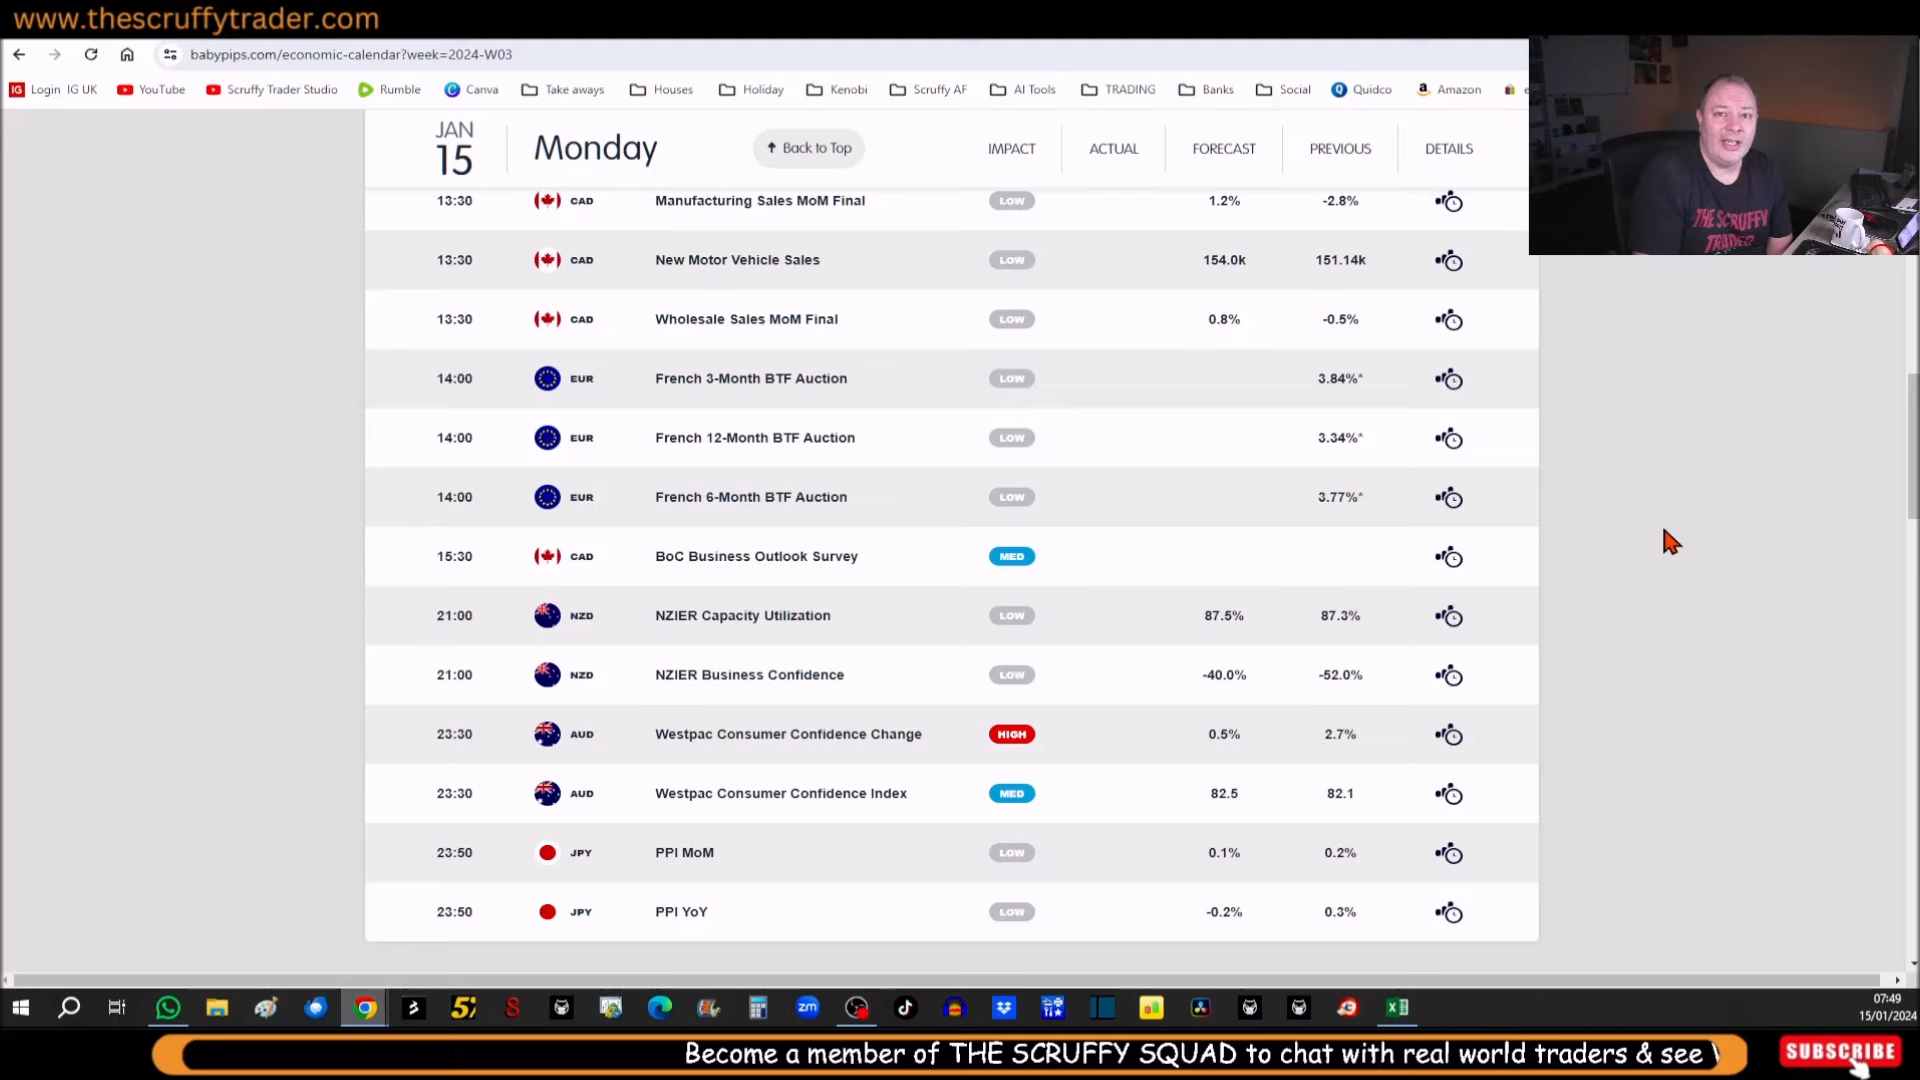 www.thescruffytrader.com
babypips.com/economic-calendar?week=2024-W03
IG Login IG UK YouTube Scruffy Trader Studio Rumble Canva Take aways Houses Holiday Kenobi Scruffy AF AI Tools TRADING Banks Social Quidco Amazon e
JAN 15 Monday Back to Top IMPACT ACTUAL FORECAST PREVIOUS DETAILS
13:30 CAD Manufacturing Sales MoM Final LOW 1.2% -2.8%
13:30 CAD New Motor Vehicle Sales LOW 154.0k 151.14k
13:30 CAD Wholesale Sales MoM Final LOW 0.8% -0.5%
14:00 EUR French 3-Month BTF Auction LOW 3.84%*
14:00 EUR French 12-Month BTF Auction LOW 3.34%*
14:00 EUR French 6-Month BTF Auction LOW 3.77%*
15:30 CAD BoC Business Outlook Survey MED
21:00 NZD NZIER Capacity Utilization LOW 87.5% 87.3%
21:00 NZD NZIER Business Confidence LOW -40.0% -52.0%
23:30 AUD Westpac Consumer Confidence Change HIGH 0.5% 2.7%
23:30 AUD Westpac Consumer Confidence Index MED 82.5 82.1
23:50 JPY PPI MoM LOW 0.1% 0.2%
23:50 JPY PPI YoY LOW -0.2% 0.3%
THE SCRUFFY
TRADER
zm
07:49
15/01/2024
Become a member of THE SCRUFFY SQUAD to chat with real world traders & see
SUBSCRIBE